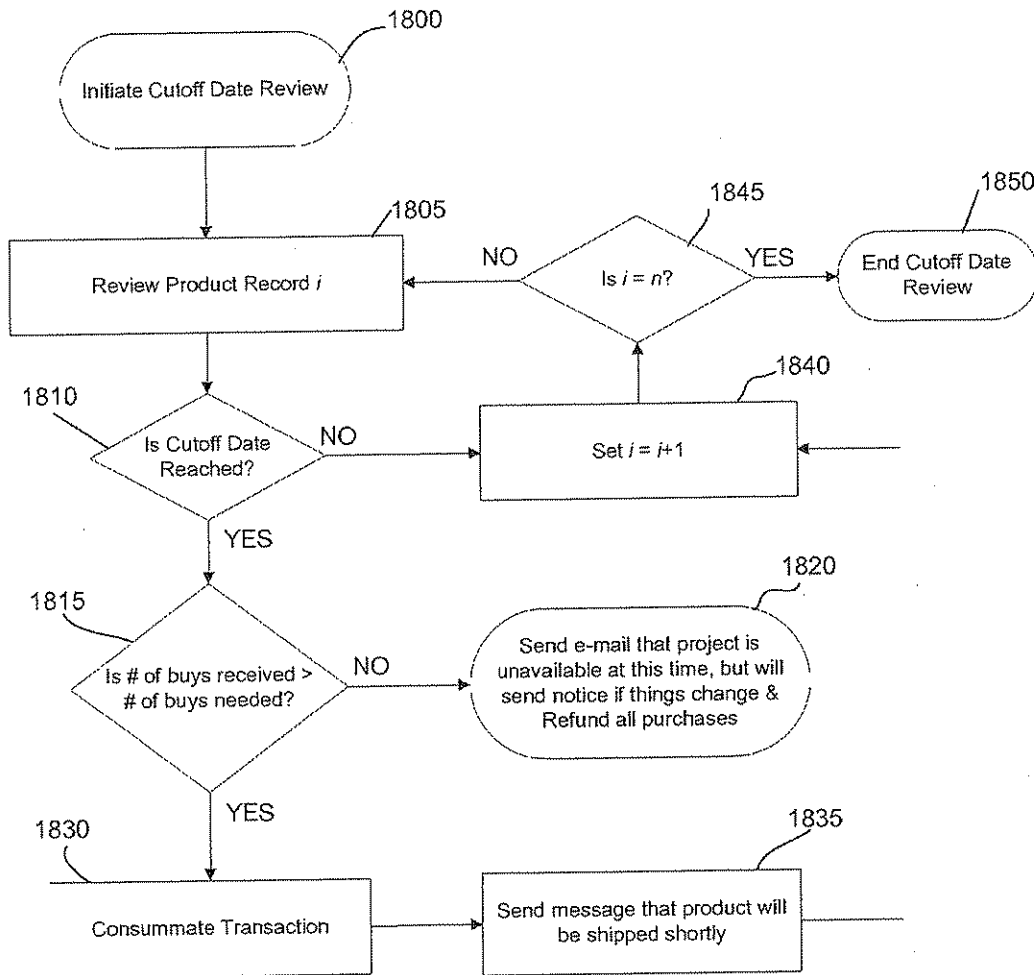 1800
Initiate Cutoff Date Review
1805
Review Product Record i
1845
NO
Is i = n?
YES
1850
End Cutoff Date
Review
1810
Is Cutoff Date
Reached?
NO
1840
Set i = i+1
YES
1815
Is # of buys received >
# of buys needed?
NO
1820
Send e-mail that project is
unavailable at this time, but will
send notice if things change &
Refund all purchases
YES
1830
Consummate Transaction
1835
Send message that product will
be shipped shortly